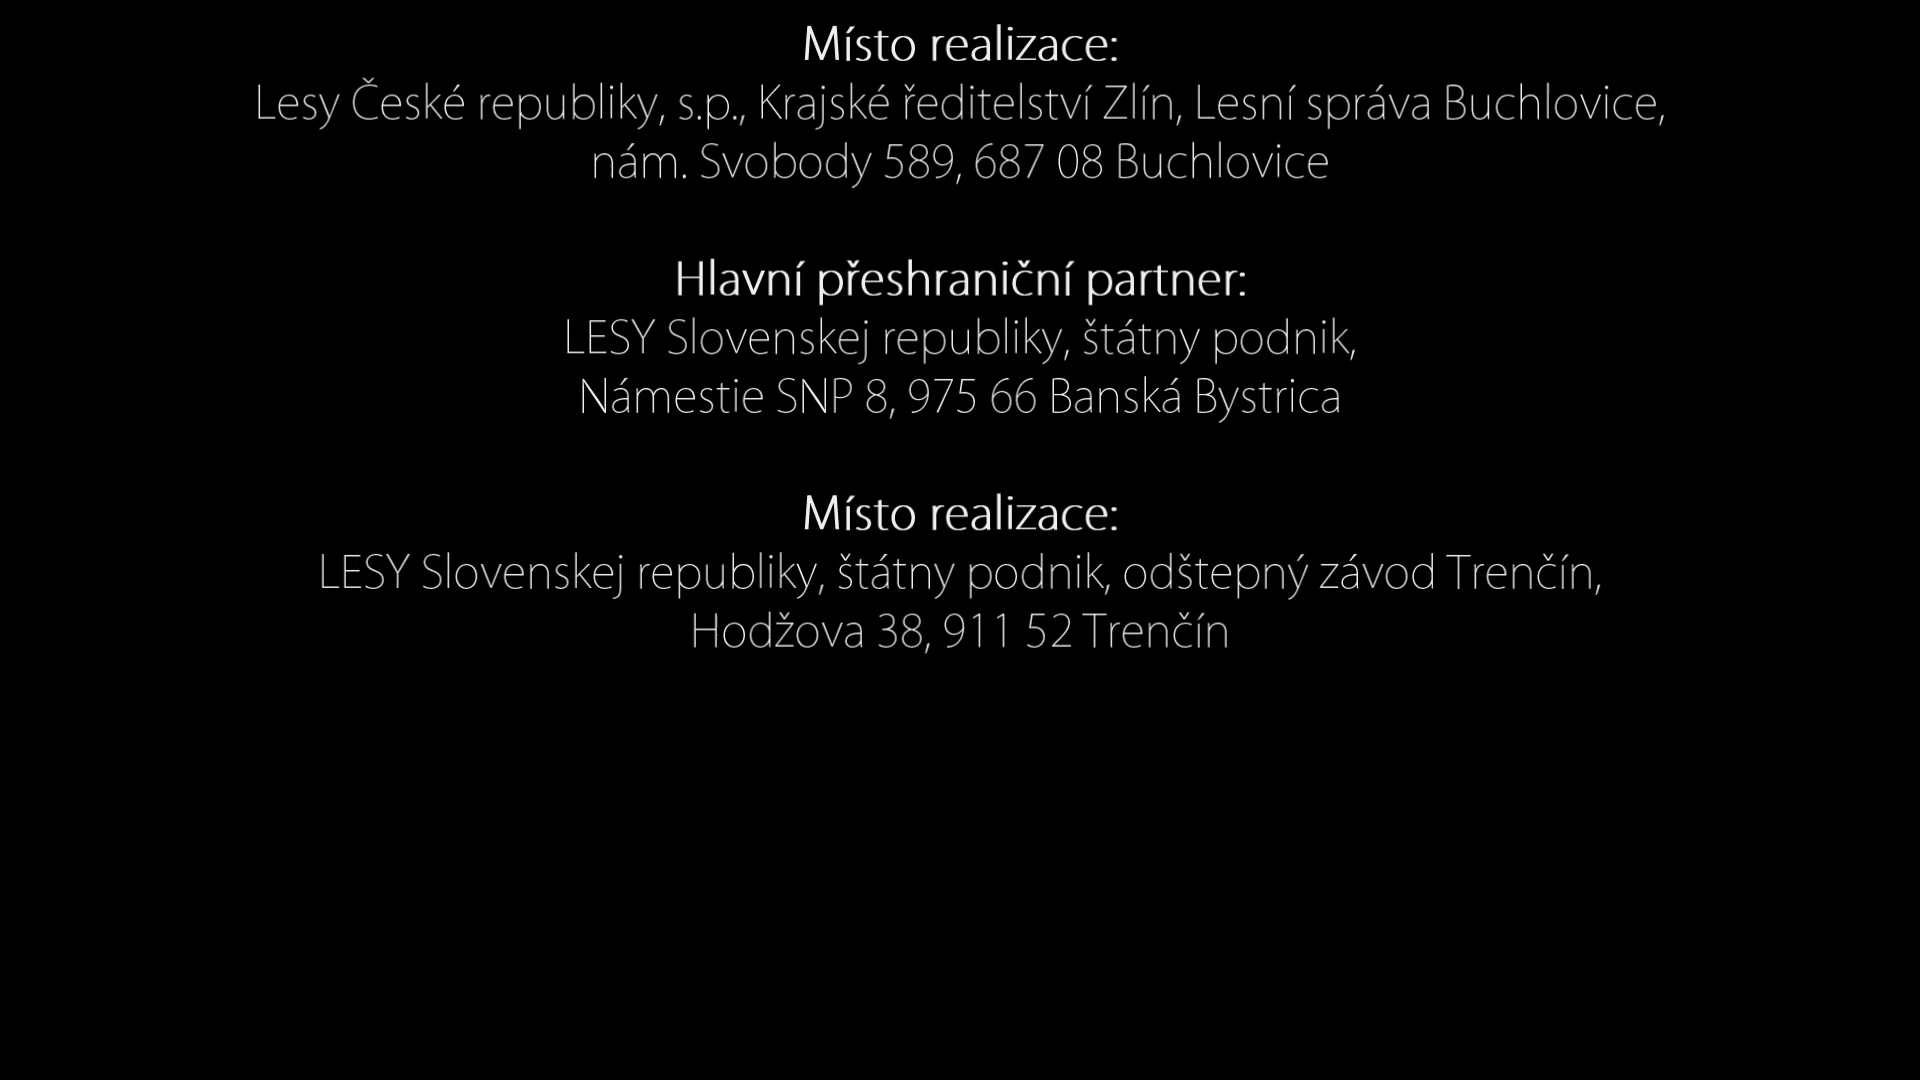 Místo realizace:
Lesy České republiky, s.p., Krajské ředitelství Zlín, Lesní správa Buchlovice,
nám. Svobody 589, 687 08 Buchlovice
Hlavní přeshraniční partner:
LESY Slovenskej republiky, štátny podnik,
Námestie SNP 8, 975 66 Banská Bystrica
Místo realizace:
LESY Slovenskej republiky, štátny podnik, odštepný závod Trenčín,
Hodžova 38, 911 52 Trenčín